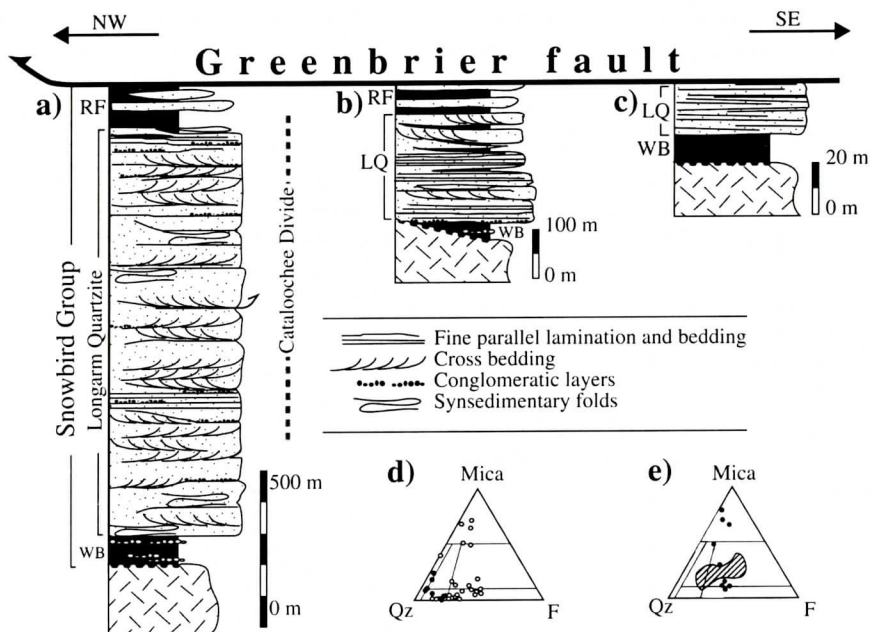 NW SE
Greenbrier fault
a) RF
b) RF
c) LQ
WB
20 m
0 m
LQ
WB
100 m
0 m
Snowbird Group
Longarm Quartzite
Cataloochee Divide
Fine parallel lamination and bedding
Cross bedding
Conglomeratic layers
Synsedimentary folds
500 m
0 m
WB
d) Mica
Qz F
e) Mica
Qz F